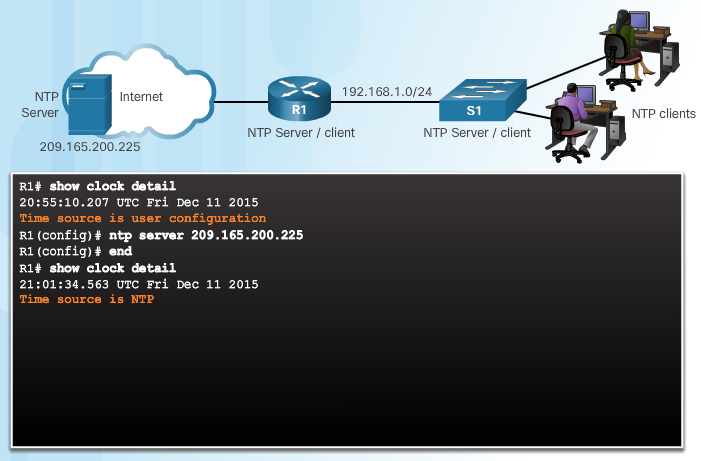 NTP
Server
Internet
209.165.200.225
R1
NTP Server / client
192.168.1.0/24
S1
NTP Server / client
NTP clients
R1# show clock detail
20:55:10.207 UTC Fri Dec 11 2015
Time source is user configuration
R1(config)# ntp server 209.165.200.225
R1(config)# end
R1# show clock detail
21:01:34.563 UTC Fri Dec 11 2015
Time source is NTP